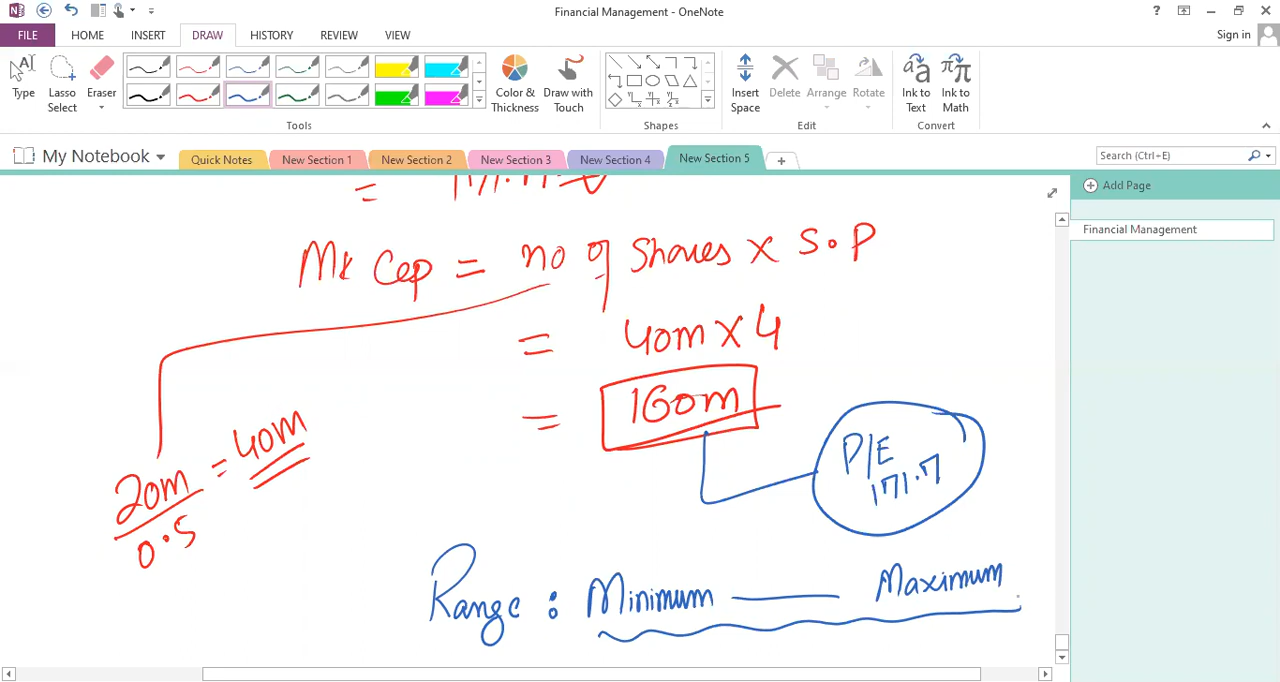 Financial Management - OneNote
?
FILE HOME INSERT DRAW HISTORY REVIEW VIEW
Sign in
Type
Lasso Select
Eraser
Color & Thickness
Draw with Touch
Insert Space
Delete
Arrange
Rotate
Ink to Text
Ink to Math
Tools
Shapes
Edit
Convert
My Notebook
Quick Notes
New Section 1
New Section 2
New Section 3
New Section 4
New Section 5
Search (Ctrl+E)
Add Page
Financial Management
=
Mk Cap = no of shares x S.P
= 40m x 4
= 160m
20m/0.5 = 40m
P/E
171.7
Range : Minimum — Maximum